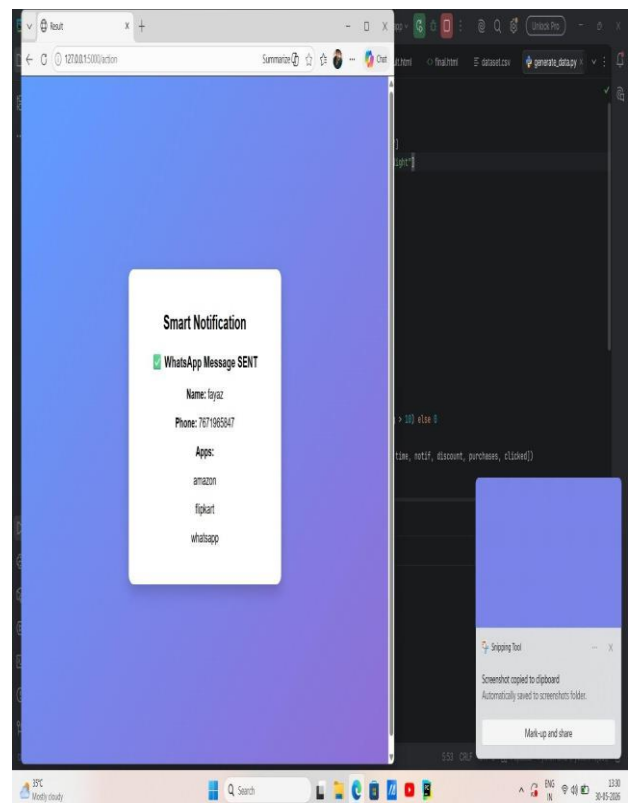 Result
127.0.0.1:5000/action
Summarize
Chat
Unlock Pro
final.html
dataset.csv
generate_data.py
Smart Notification
✅ WhatsApp Message SENT
Name: fayaz
Phone: 7671965847
Apps:
amazon
flipkart
whatsapp
> 10) else 0
time, notif, discount, purchases, clicked])
Snipping Tool
Screenshot copied to clipboard
Automatically saved to screenshots folder.
Mark-up and share
5:53 CRLF
35°C
Mostly cloudy
Search
ENG
IN
13:30
30-05-2026